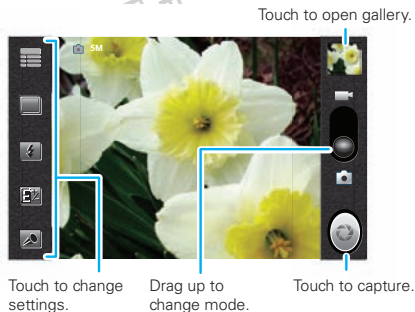 Touch to open gallery.
5M
Touch to change
settings.
Drag up to
change mode.
Touch to capture.